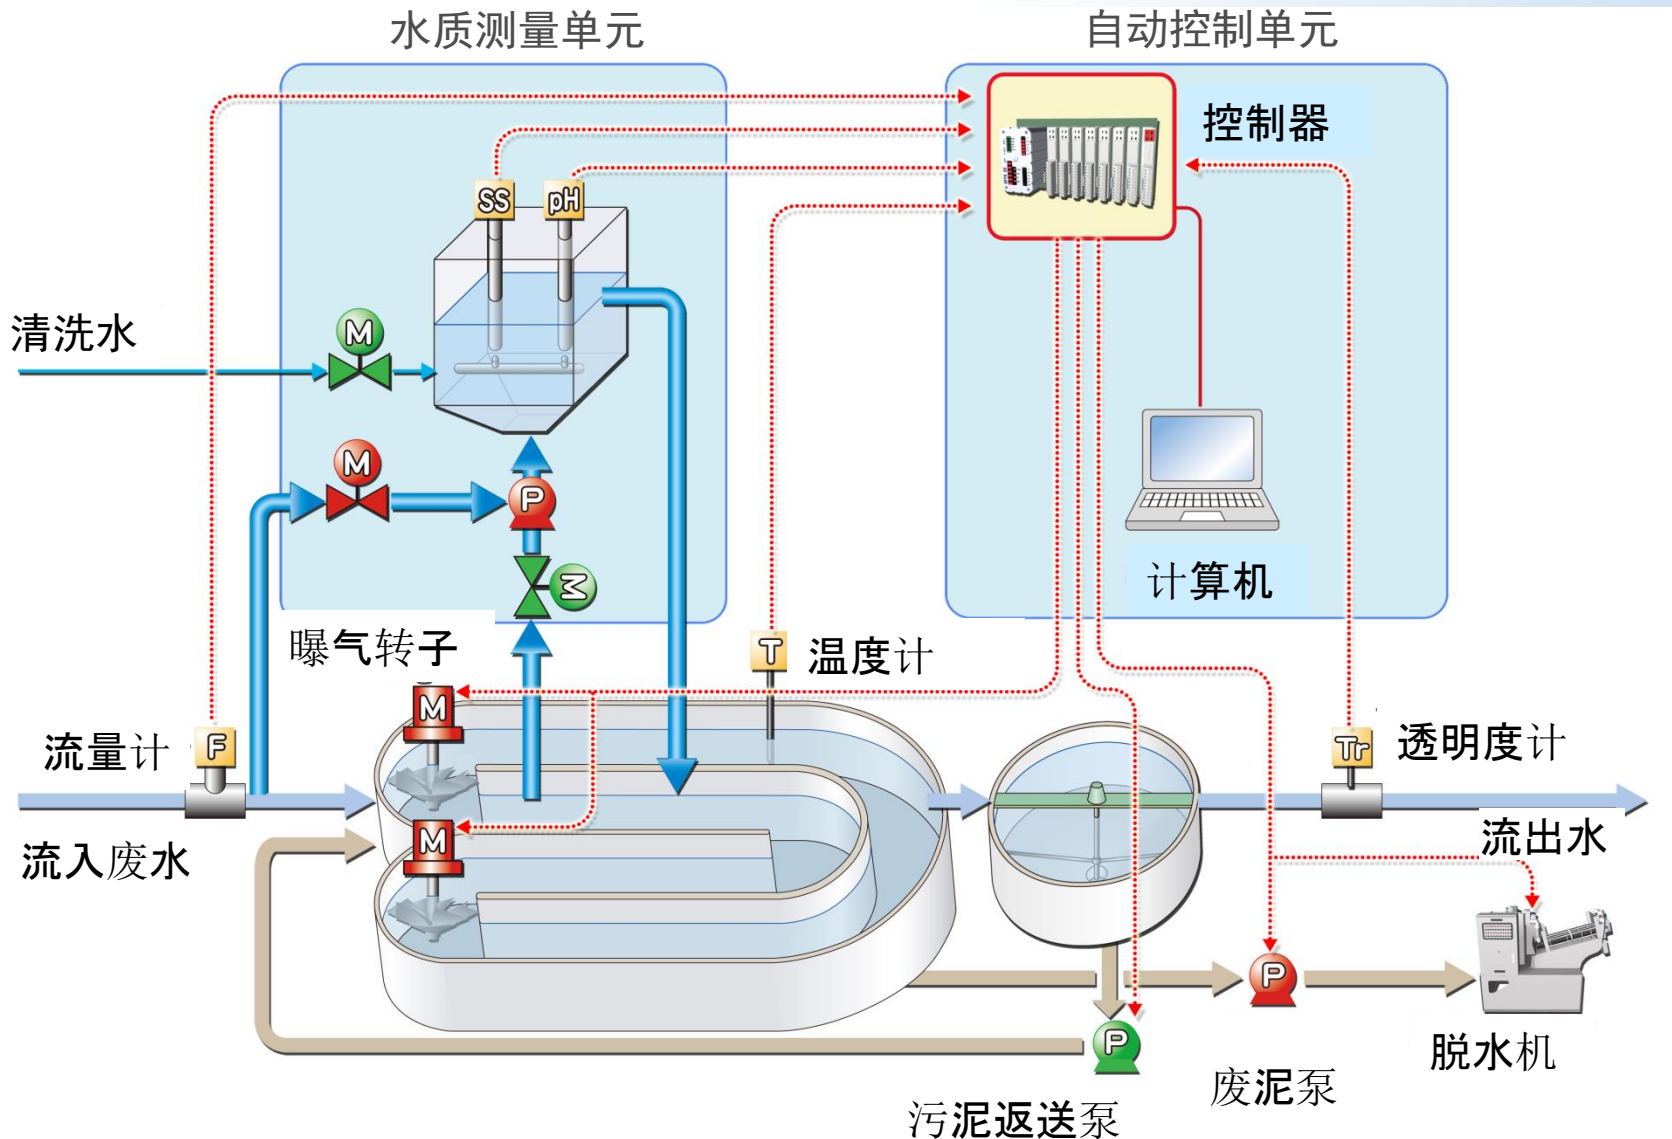 水质测量单元
自动控制单元
控制器
SS
pH
清洗水
M
M
P
M
计算机
曝气转子
T
温度计
M
流量计
F
Tr
透明度计
M
流入废水
流出水
P
P
脱水机
废泥泵
污泥返送泵